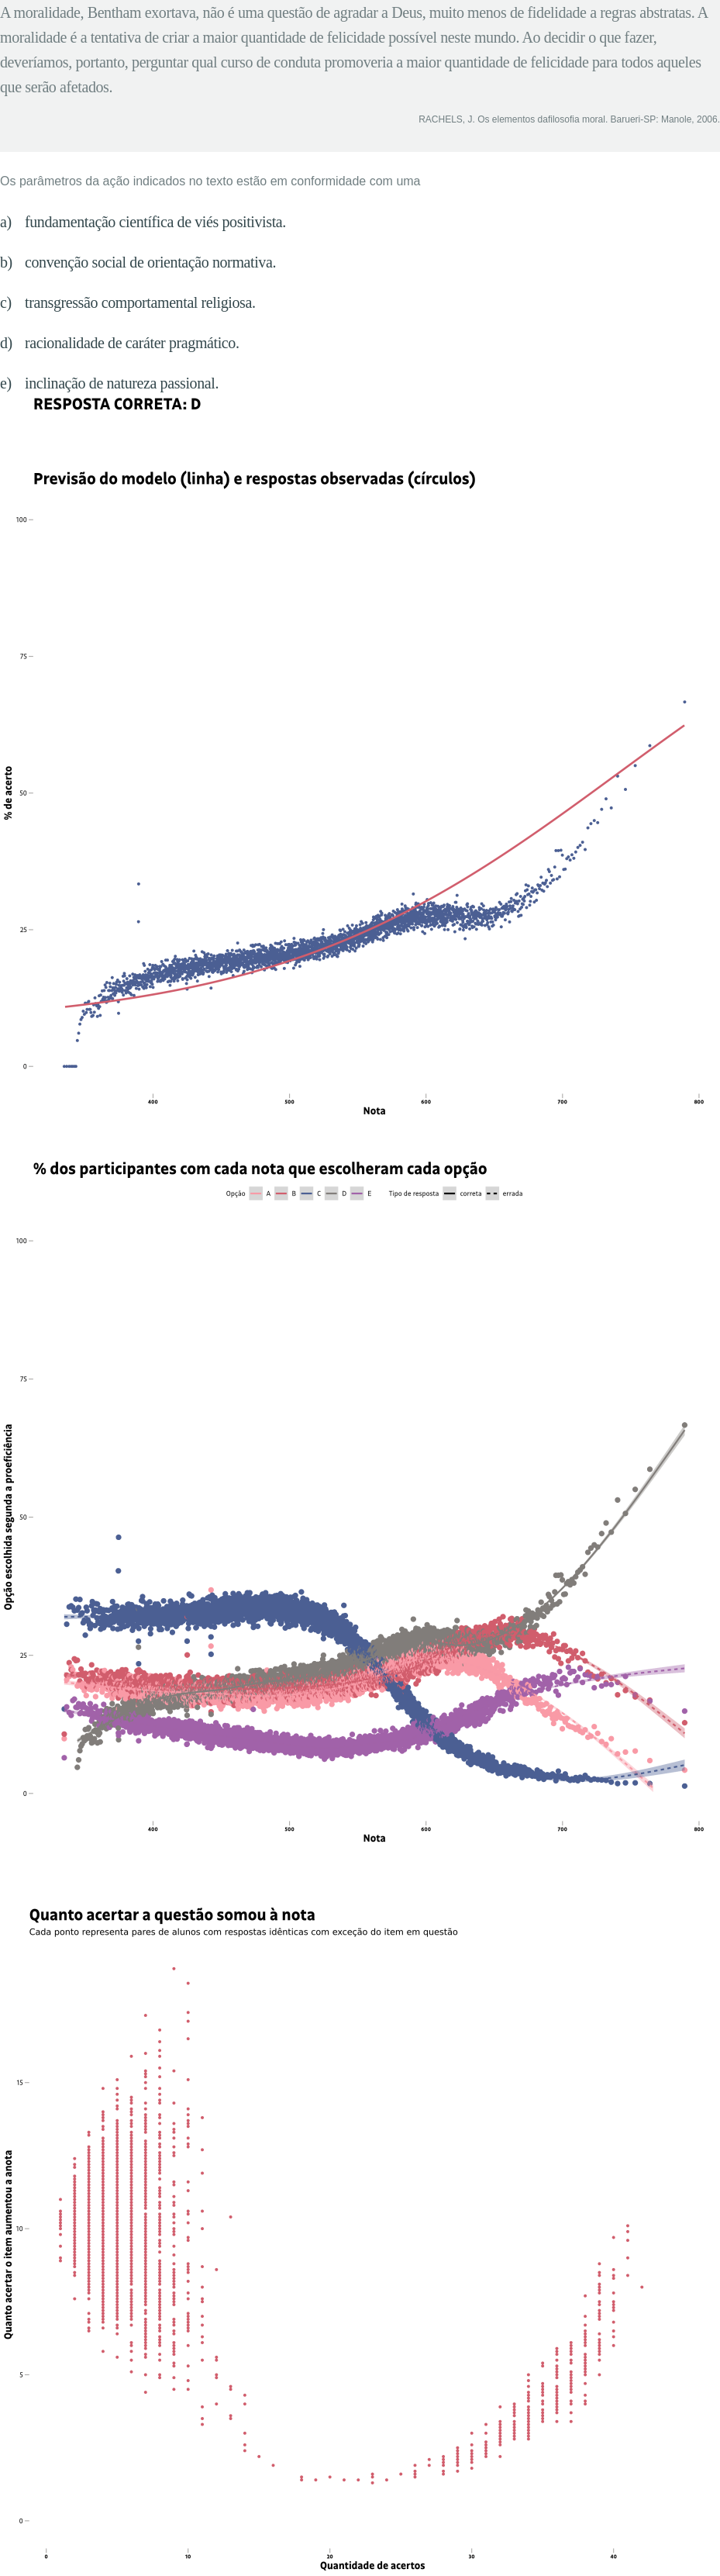 A moralidade, Bentham exortava, não é uma questão de agradar a Deus, muito menos de fidelidade a regras abstratas. A
moralidade é a tentativa de criar a maior quantidade de felicidade possível neste mundo. Ao decidir o que fazer,
deveríamos, portanto, perguntar qual curso de conduta promoveria a maior quantidade de felicidade para todos aqueles
que serão afetados.
RACHELS, J. Os elementos dafilosofia moral. Barueri-SP: Manole, 2006.
Os parâmetros da ação indicados no texto estão em conformidade com uma
a) fundamentação científica de viés positivista.
b) convenção social de orientação normativa.
c) transgressão comportamental religiosa.
d) racionalidade de caráter pragmático.
e) inclinação de natureza passional.
RESPOSTA CORRETA: D
Previsão do modelo (linha) e respostas observadas (círculos)
100
75
% de acerto
50
25
0
400 500 600 700 800
Nota
% dos participantes com cada nota que escolheram cada opção
Opção A B C D E Tipo de resposta correta errada
100
75
Opção escolhida segunda a proeficiência
50
25
0
400 500 600 700 800
Nota
Quanto acertar a questão somou à nota
Cada ponto representa pares de alunos com respostas idênticas com exceção do item em questão
15
Quanto acertar o item aumentou a anota
10
5
0
0 10 20 30 40
Quantidade de acertos